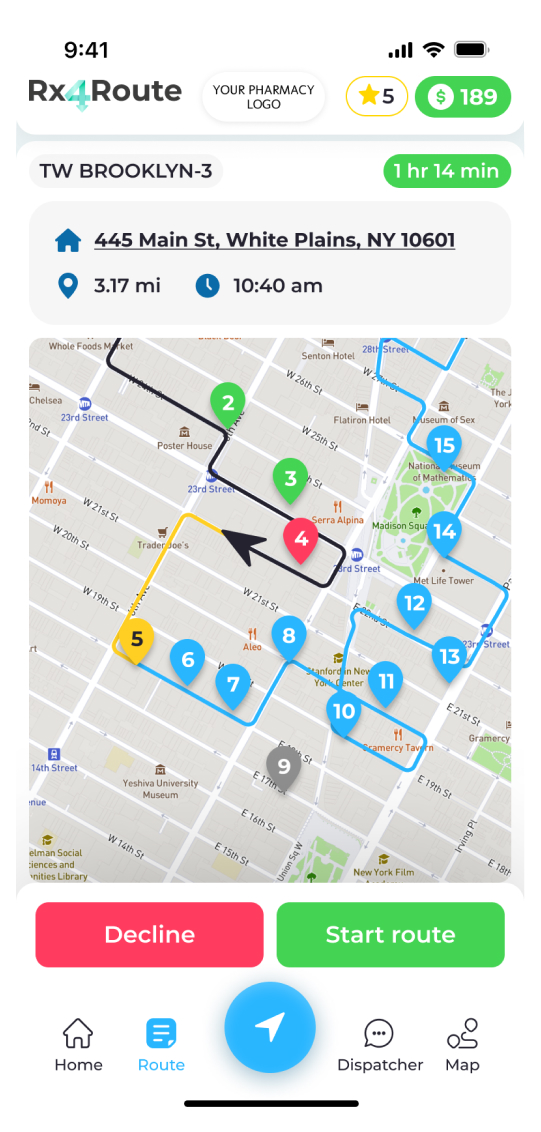 9:41
Rx4Route
YOUR PHARMACY
LOGO
5
$ 189
TW BROOKLYN-3
1 hr 14 min
445 Main St, White Plains, NY 10601
3.17 mi
10:40 am
Whole Foods Market
28th Street
Senton Hotel
W 26th St
Chelsea
23rd Street
2
Flatiron Hotel
Museum of Sex
Poster House
W 25th St
15
3
23rd Street
Momoya
W 21st St
Serra Alpina
Madison Squa
14
W 20th St
Trader Joe's
4
23rd Street
Met Life Tower
W 19th St
W 21st St
12
E 22nd St
5
8
Aleo
6
13
23rd Street
7
11
Stanford in New
York Center
10
E 21st St
Gramercy
Gramercy Tavern
14th Street
9
E 17th St
E 19th St
Yeshiva University
Museum
E 16th St
Irving Pl
W 14th St
E 15th St
Union Sq W
elman Social
ciences and
nities Library
New York Film
E 18th
Decline
Start route
Home
Route
Dispatcher
Map